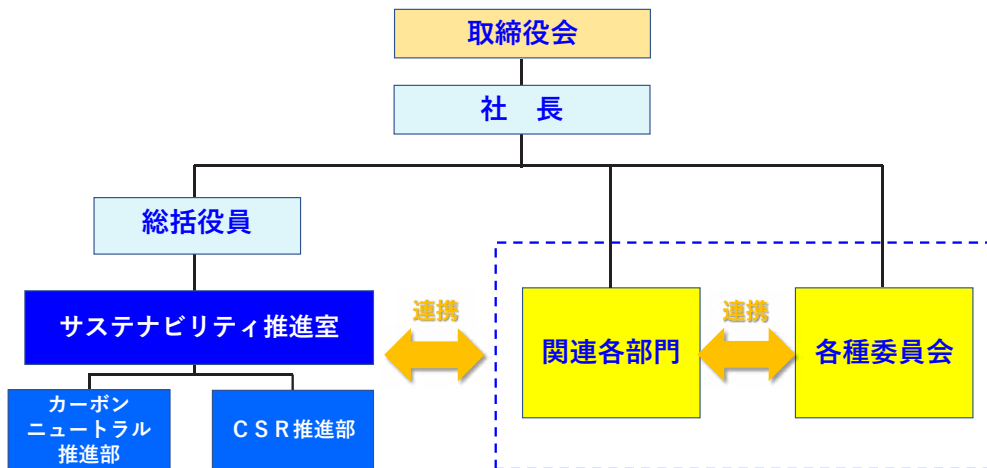 取締役会
社　長
総括役員
サステナビリティ推進室
連携
関連各部門
連携
各種委員会
カーボン
ニュートラル
推進部
ＣＳＲ推進部